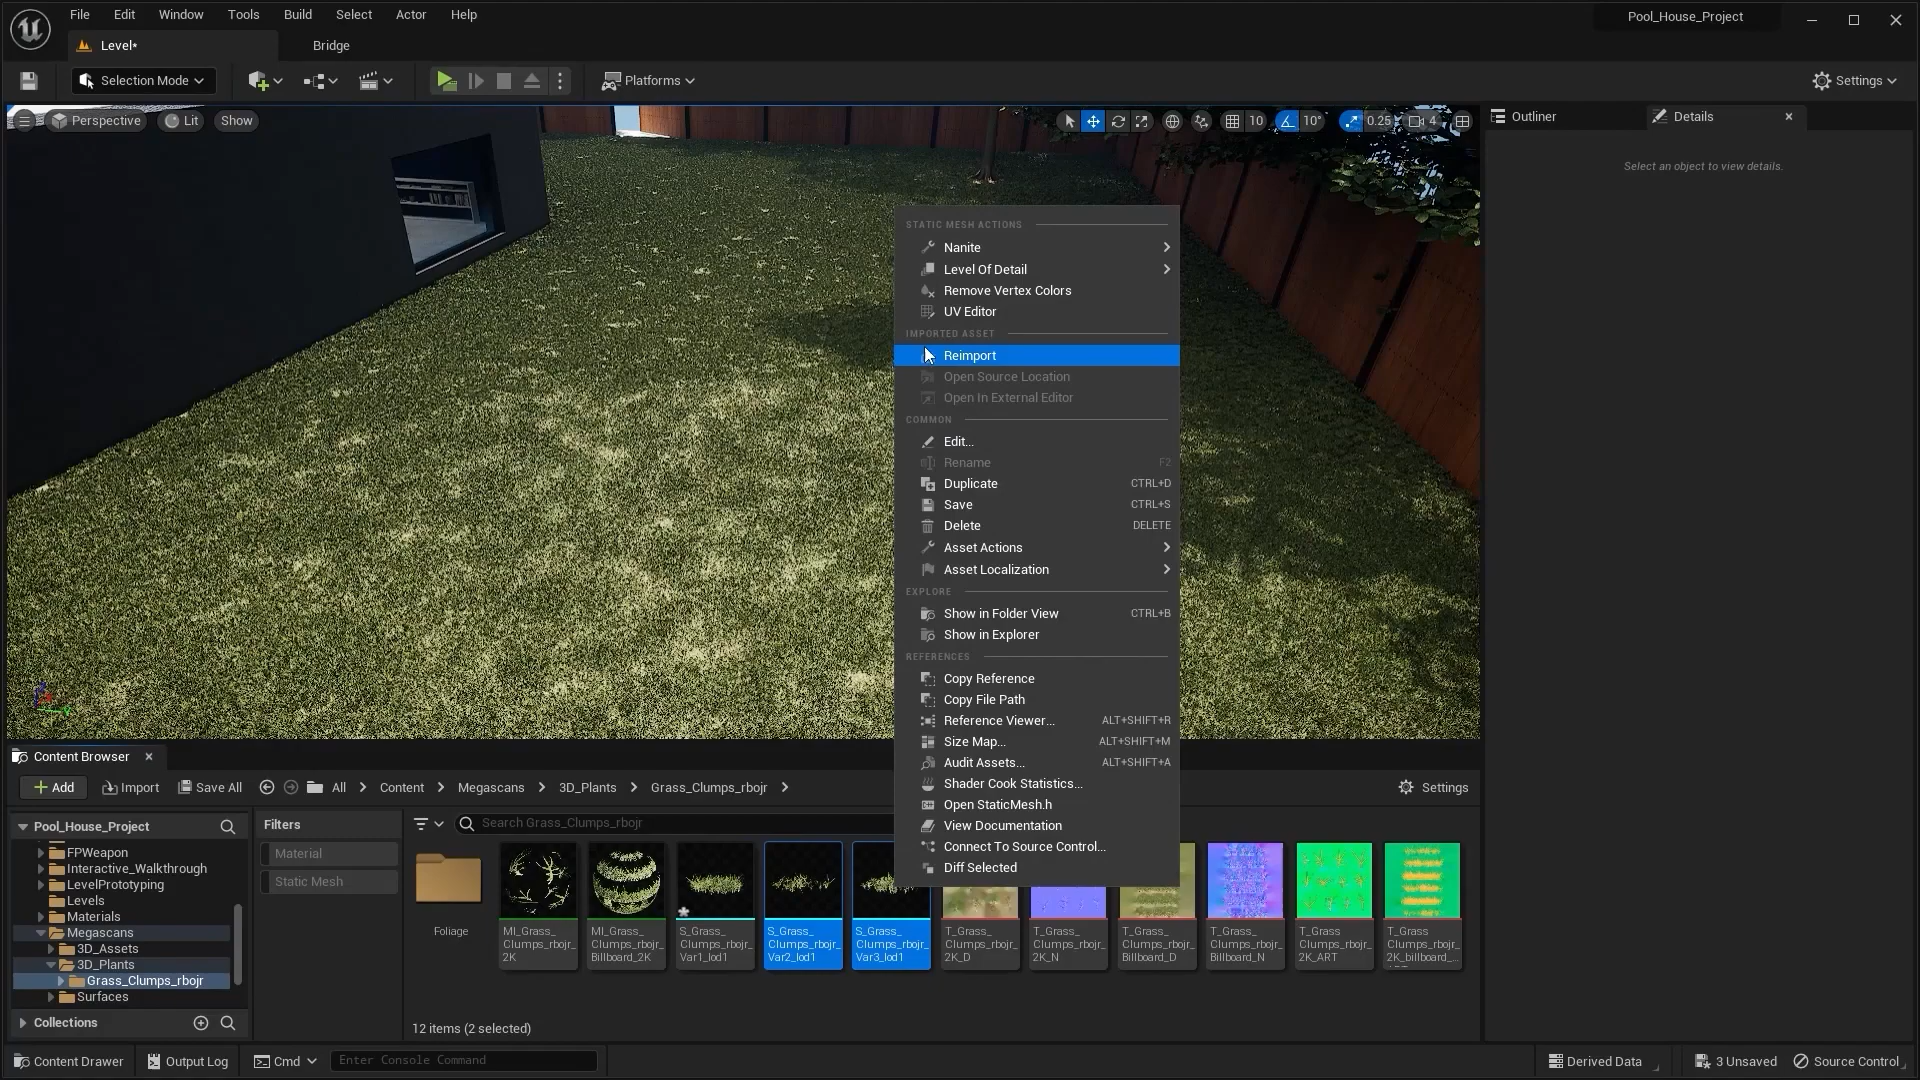 File Edit Window Tools Build Select Actor Help
Pool_House_Project
Level*
Bridge
Selection Mode
Platforms
Settings
Perspective
Lit
Show
10
10°
0.25
4
Outliner
Details
Select an object to view details.
STATIC MESH ACTIONS
Nanite
Level Of Detail
Remove Vertex Colors
UV Editor
IMPORTED ASSET
Reimport
Open Source Location
Open In External Editor
COMMON
Edit...
Rename F2
Duplicate CTRL+D
Save CTRL+S
Delete DELETE
Asset Actions
Asset Localization
EXPLORE
Show in Folder View CTRL+B
Show in Explorer
REFERENCES
Copy Reference
Copy File Path
Reference Viewer... ALT+SHIFT+R
Size Map... ALT+SHIFT+M
Audit Assets... ALT+SHIFT+A
Shader Cook Statistics...
Open StaticMesh.h
View Documentation
Connect To Source Control...
Diff Selected
Content Browser
Add
Import
Save All
All
Content
Megascans
3D_Plants
Grass_Clumps_rbojr
Settings
Pool_House_Project
FPWeapon
Interactive_Walkthrough
LevelPrototyping
Levels
Materials
Megascans
3D_Assets
3D_Plants
Grass_Clumps_rbojr
Surfaces
Collections
Filters
Material
Static Mesh
Search Grass_Clumps_rbojr
Foliage
MI_Grass_
Clumps_rbojr_
2K
MI_Grass_
Clumps_rbojr_
Billboard_2K
S_Grass_
Clumps_rbojr_
Var1_lod1
S_Grass_
Clumps_rbojr_
Var2_lod1
S_Grass_
Clumps_rbojr_
Var3_lod1
T_Grass_
Clumps_rbojr_
2K_D
T_Grass_
Clumps_rbojr_
2K_N
T_Grass_
Clumps_rbojr_
Billboard_D
T_Grass_
Clumps_rbojr_
Billboard_N
T_Grass
Clumps_rbojr_
2K_ART
T_Grass
Clumps_rbojr_
2K_billboard_...
12 items (2 selected)
Content Drawer
Output Log
Cmd
Enter Console Command
Derived Data
3 Unsaved
Source Control